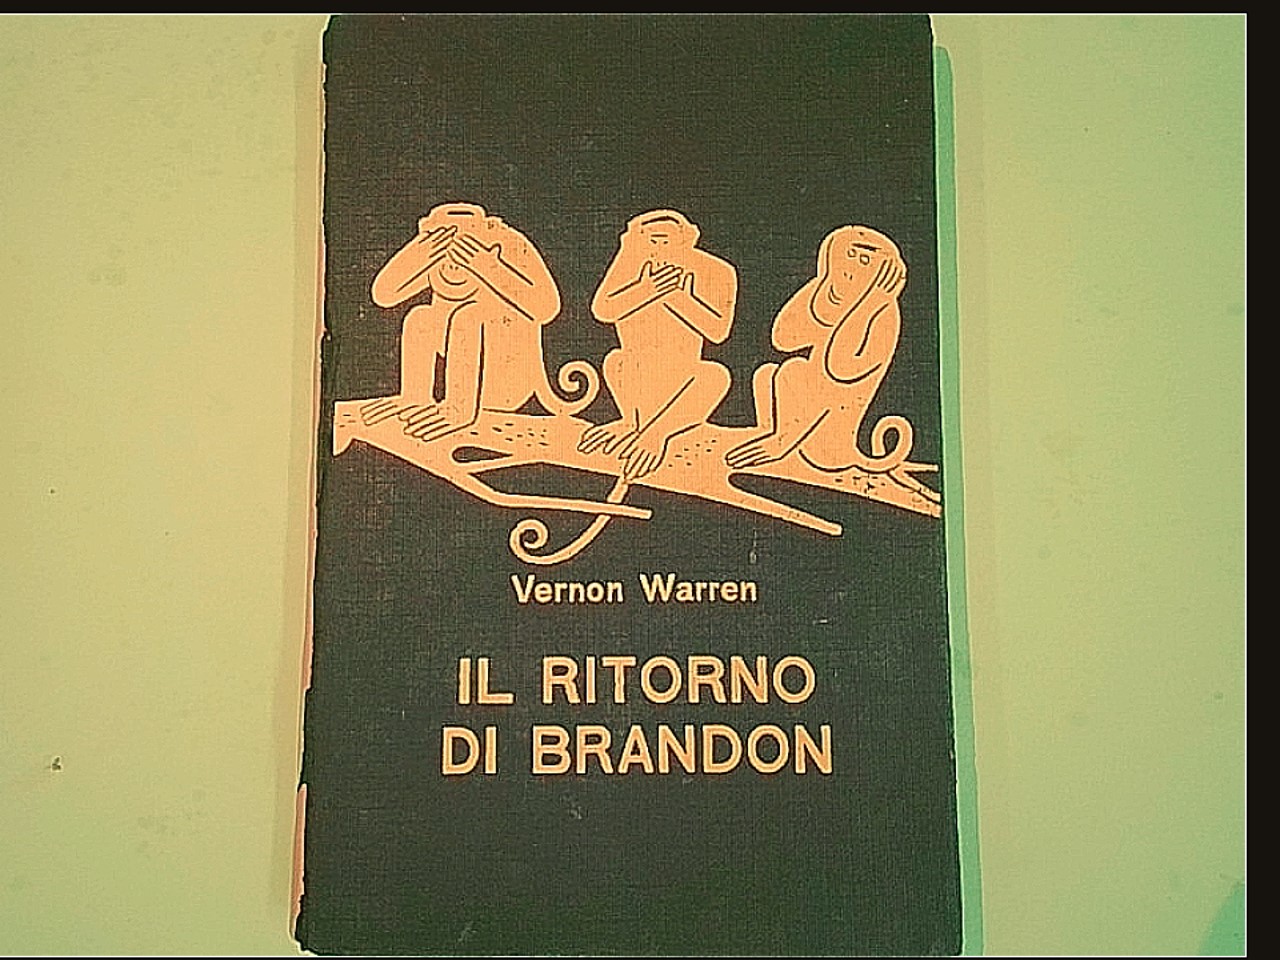 Vernon Warren
IL RITORNO
DI BRANDON